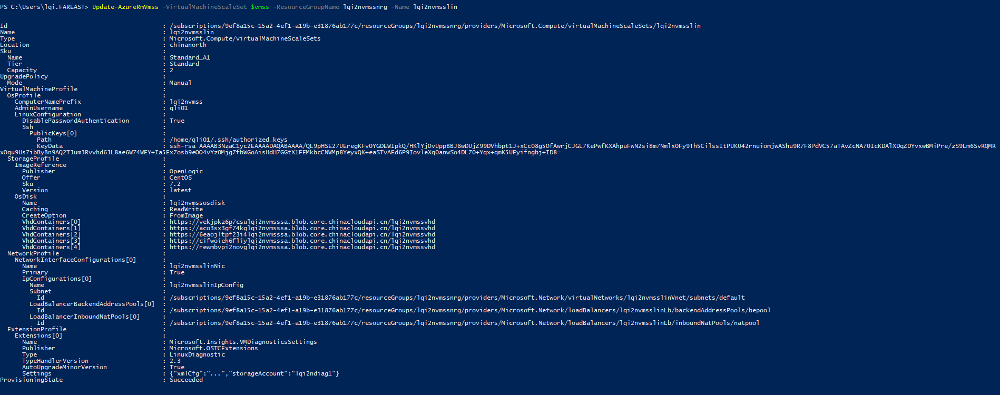 PS C:\Users\lqi.FAREAST> Update-AzureRmVmss -VirtualMachineScaleSet $vmss -ResourceGroupName lqi2nvmssnrg -Name lqi2nvmsslin
Id : /subscriptions/9ef8a15c-15a2-4ef1-a19b-e31876ab177c/resourceGroups/lqi2nvmssnrg/providers/Microsoft.Compute/virtualMachineScaleSets/lqi2nvmsslin
Name : lqi2nvmsslin
Type : Microsoft.Compute/virtualMachineScaleSets
Location : chinanorth
Sku :
Name : Standard_A1
Tier : Standard
Capacity : 2
UpgradePolicy :
Mode : Manual
VirtualMachineProfile :
OsProfile :
ComputerNamePrefix : lqi2nvmss
AdminUsername : qli01
LinuxConfiguration :
DisablePasswordAuthentication : True
Ssh :
PublicKeys[0] :
Path : /home/qli01/.ssh/authorized_keys
KeyData : ssh-rsa AAAAB3NzaC1yc2EAAAADAQABAAAA/QL9pHSE27UEregKFvOYGDEWIpkQ/HKlYjOvUppBBJ8wDUjZ99DVhbpt1J+xCcO8g5OfAwrjCJGL7KePwfKXAhpuFwN2siBm7NmlxOFy9Th5CilssItPUKU42rnuiomjwAShu9R7F8PdVC57aTAvZcNA7OIcKDAlXDqZDYvxwBMiPre/zS9Lm6SvRQMR
xOqu9Us7ibByBn9AQ2TJum3Rvvhd6JL8ae6W74WEY+Ia5Ex7osb9eOO4vYzOMjg7fbWGoAisHdH7GGtX1FEMkbcCNWMp8YeyxQK+eaSTvAEd6P9IovleXqOanwSo4DL7O+Yqx+qmK5UEyifngbj+ID8=
StorageProfile :
ImageReference :
Publisher : OpenLogic
Offer : CentOS
Sku : 7.2
Version : latest
OsDisk :
Name : lqi2nvmssosdisk
Caching : ReadWrite
CreateOption : FromImage
VhdContainers[0] : https://vekjpkz6p7csulqi2nvmsssa.blob.core.chinacloudapi.cn/lqi2nvmssvhd
VhdContainers[1] : https://aco3sx3gf74kglqi2nvmsssa.blob.core.chinacloudapi.cn/lqi2nvmssvhd
VhdContainers[2] : https://6eaojltpf23i4lqi2nvmsssa.blob.core.chinacloudapi.cn/lqi2nvmssvhd
VhdContainers[3] : https://cifwoieh6fliylqi2nvmsssa.blob.core.chinacloudapi.cn/lqi2nvmssvhd
VhdContainers[4] : https://rewmbvpi2novglqi2nvmsssa.blob.core.chinacloudapi.cn/lqi2nvmssvhd
NetworkProfile :
NetworkInterfaceConfigurations[0] :
Name : lqi2nvmsslinNic
Primary : True
IpConfigurations[0] :
Name : lqi2nvmsslinIpConfig
Subnet :
Id : /subscriptions/9ef8a15c-15a2-4ef1-a19b-e31876ab177c/resourceGroups/lqi2nvmssnrg/providers/Microsoft.Network/virtualNetworks/lqi2nvmsslinVnet/subnets/default
LoadBalancerBackendAddressPools[0] :
Id : /subscriptions/9ef8a15c-15a2-4ef1-a19b-e31876ab177c/resourceGroups/lqi2nvmssnrg/providers/Microsoft.Network/loadBalancers/lqi2nvmsslinLb/backendAddressPools/bepool
LoadBalancerInboundNatPools[0] :
Id : /subscriptions/9ef8a15c-15a2-4ef1-a19b-e31876ab177c/resourceGroups/lqi2nvmssnrg/providers/Microsoft.Network/loadBalancers/lqi2nvmsslinLb/inboundNatPools/natpool
ExtensionProfile :
Extensions[0] :
Name : Microsoft.Insights.VMDiagnosticsSettings
Publisher : Microsoft.OSTCExtensions
Type : LinuxDiagnostic
TypeHandlerVersion : 2.3
AutoUpgradeMinorVersion : True
Settings : {"xmlCfg":"...","storageAccount":"lqi2ndiag1"}
ProvisioningState : Succeeded